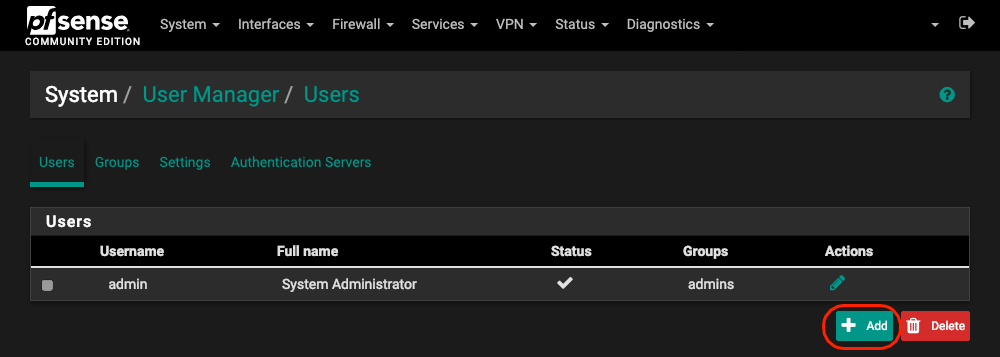 pfsense System Interfaces Firewall Services VPN Status Diagnostics
COMMUNITY EDITION
System / User Manager / Users
Users Groups Settings Authentication Servers
Users
Username Full name Status Groups Actions
admin System Administrator admins
Add Delete